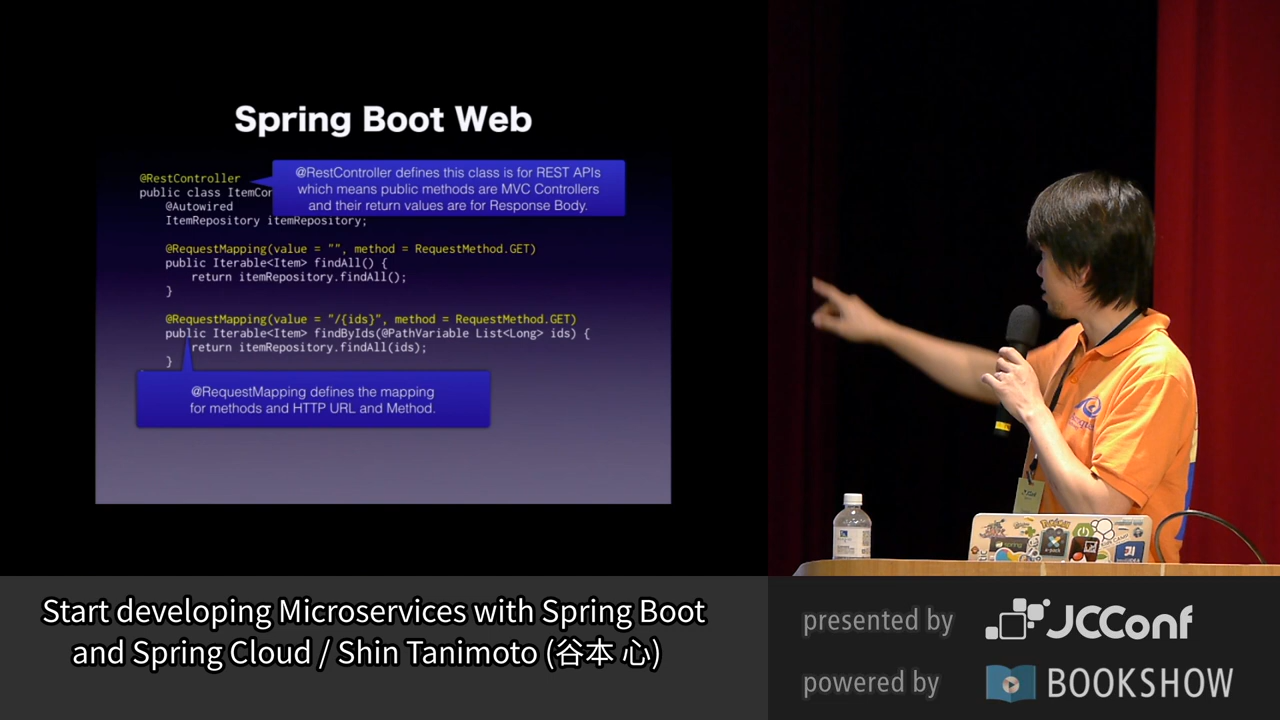 Spring Boot Web
@RestController
@RestController defines this class is for REST APIs
which means public methods are MVC Controllers
and their return values are for Response Body.
public class ItemCon
@Autowired
ItemRepository itemRepository;
@RequestMapping(value = "", method = RequestMethod.GET)
public Iterable<Item> findAll() {
return itemRepository.findAll();
}
@RequestMapping(value = "/{ids}", method = RequestMethod.GET)
public Iterable<Item> findByIds(@PathVariable List<Long> ids) {
return itemRepository.findAll(ids);
}
@RequestMapping defines the mapping
for methods and HTTP URL and Method.
spring
Start developing Microservices with Spring Boot
and Spring Cloud / Shin Tanimoto (谷本 心)
presented by JCConf
powered by BOOKSHOW